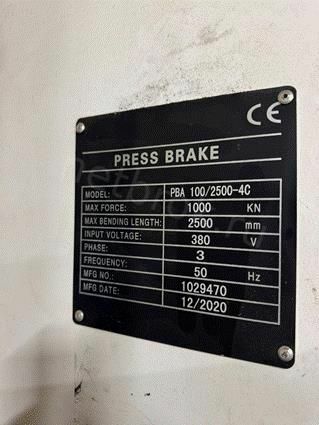 CE
PRESS BRAKE
MODEL: PBA 100/2500-4C
MAX FORCE: 1000 KN
MAX BENDING LENGTH: 2500 mm
INPUT VOLTAGE: 380 V
PHASE: 3
FREQUENCY: 50 Hz
MFG NO.: 1029470
MFG DATE: 12/2020